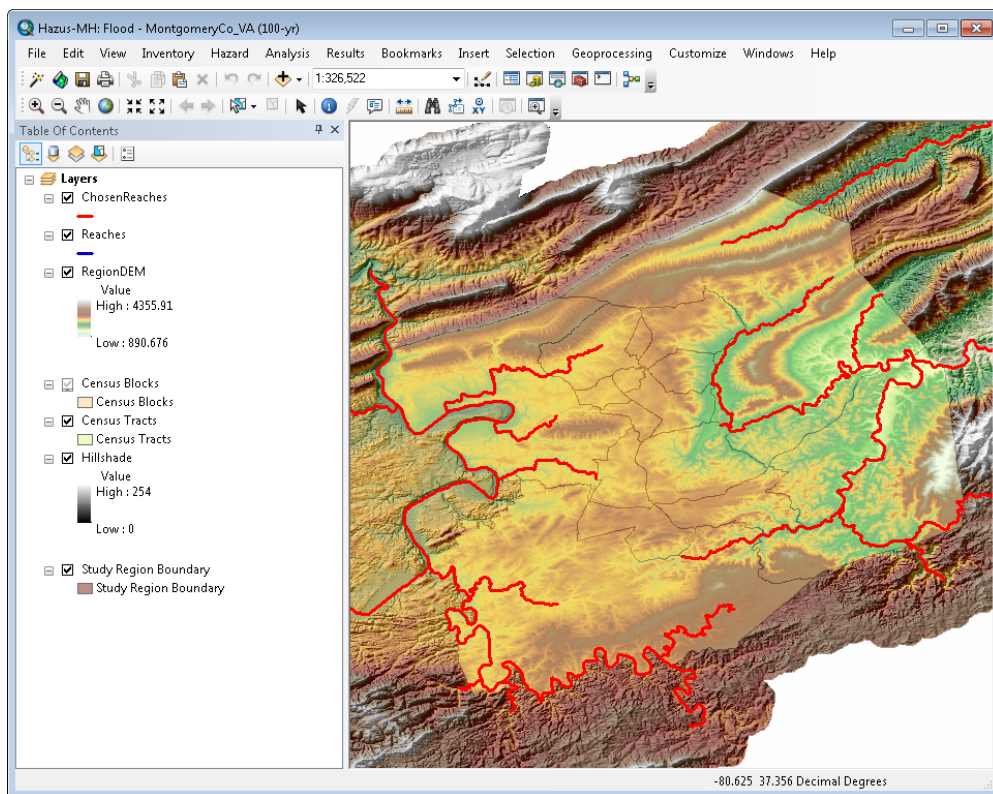 Hazus-MH: Flood - MontgomeryCo_VA (100-yr)
File Edit View Inventory Hazard Analysis Results Bookmarks Insert Selection Geoprocessing Customize Windows Help
1:326,522
Table Of Contents
Layers
ChosenReaches
Reaches
RegionDEM
Value
High : 4355.91
Low : 890.676
Census Blocks
Census Blocks
Census Tracts
Census Tracts
Hillshade
Value
High : 254
Low : 0
Study Region Boundary
Study Region Boundary
-80.625 37.356 Decimal Degrees